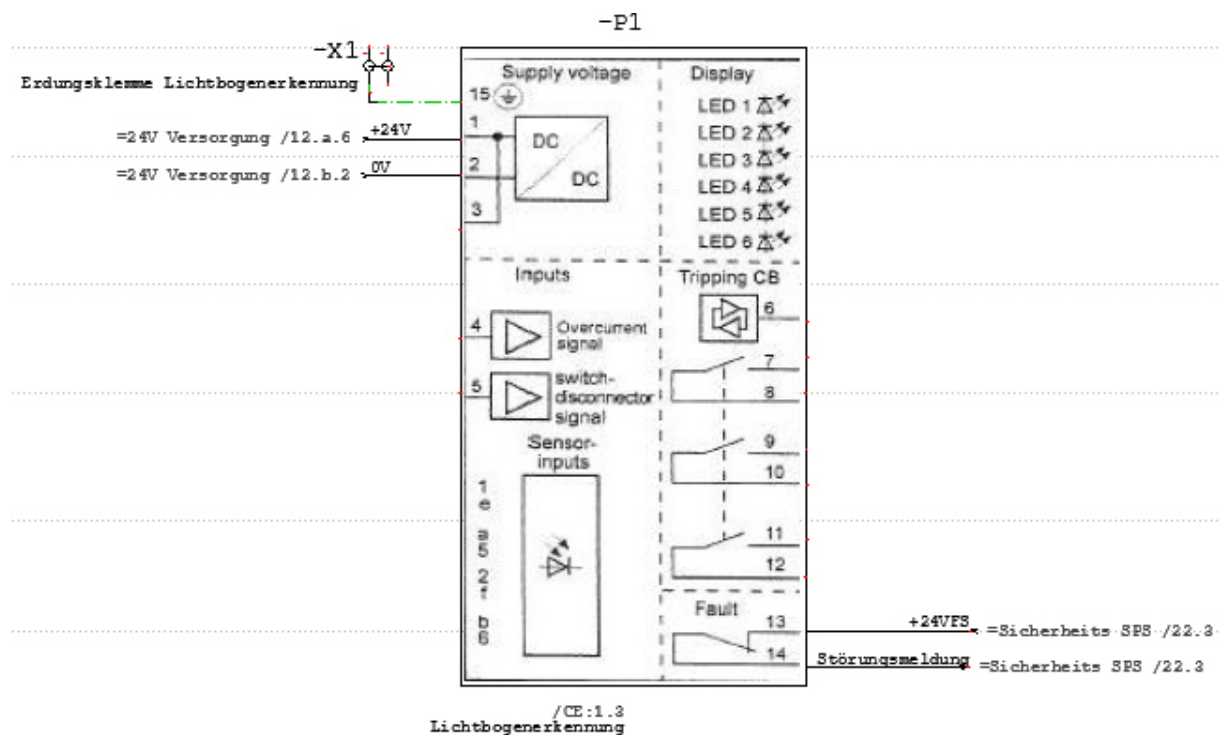 -P1
-X1
Erdungsklemme Lichtbogenerkennung
=24V Versorgung /12.a.6
+24V
=24V Versorgung /12.b.2
0V
Supply voltage
15
1
2
3
DC
DC
Display
LED 1
LED 2
LED 3
LED 4
LED 5
LED 6
Inputs
4
Overcurrent
signal
5
switch-
disconnector
signal
Sensor-
inputs
1
e
a
5
2
f
b
6
Tripping CB
6
7
8
9
10
11
12
Fault
13
14
+24VFS
=Sicherheits SPS /22.3
Störungsmeldung
=Sicherheits SPS /22.3
/CE:1.3
Lichtbogenerkennung